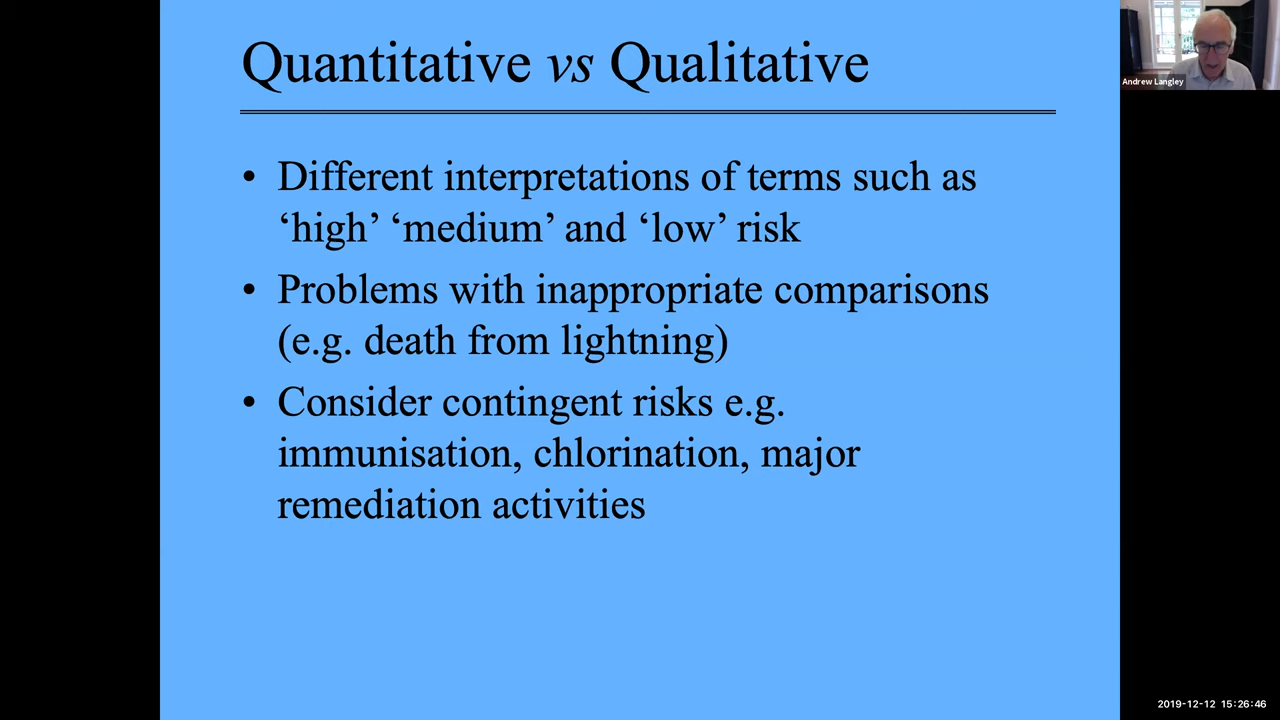 Quantitative vs Qualitative
• Different interpretations of terms such as
‘high’ ‘medium’ and ‘low’ risk
• Problems with inappropriate comparisons
(e.g. death from lightning)
• Consider contingent risks e.g.
immunisation, chlorination, major
remediation activities
Andrew Langley
2019-12-12 15:26:46